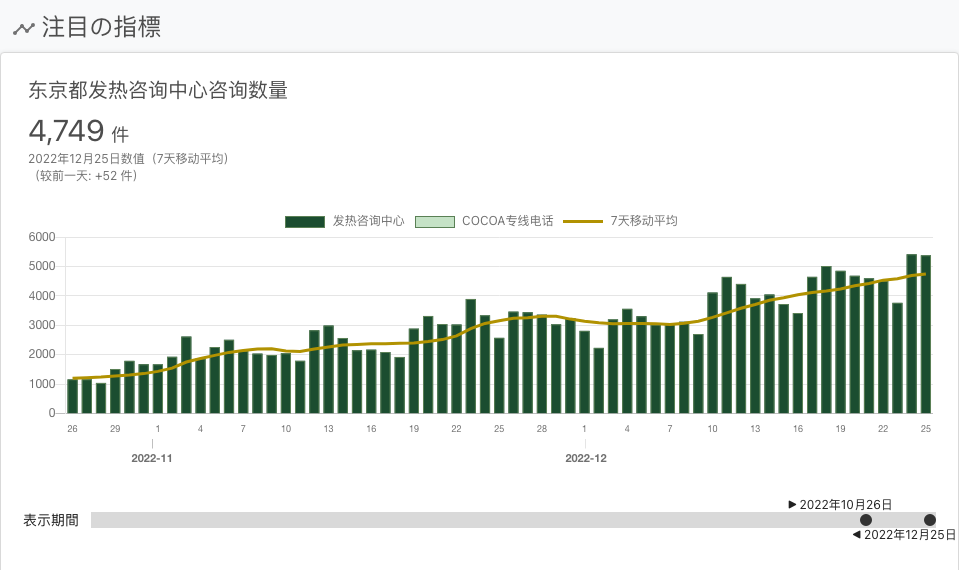 注目の指標
东京都发热咨询中心咨询数量
4,749 件
2022年12月25日数值（7天移动平均）
（较前一天: +52 件）
发热咨询中心 COCOA专线电话 7天移动平均
6000
5000
4000
3000
2000
1000
0
26 29 1 4 7 10 13 16 19 22 25 28 1 4 7 10 13 16 19 22 25
2022-11 2022-12
2022年10月26日
表示期間
2022年12月25日